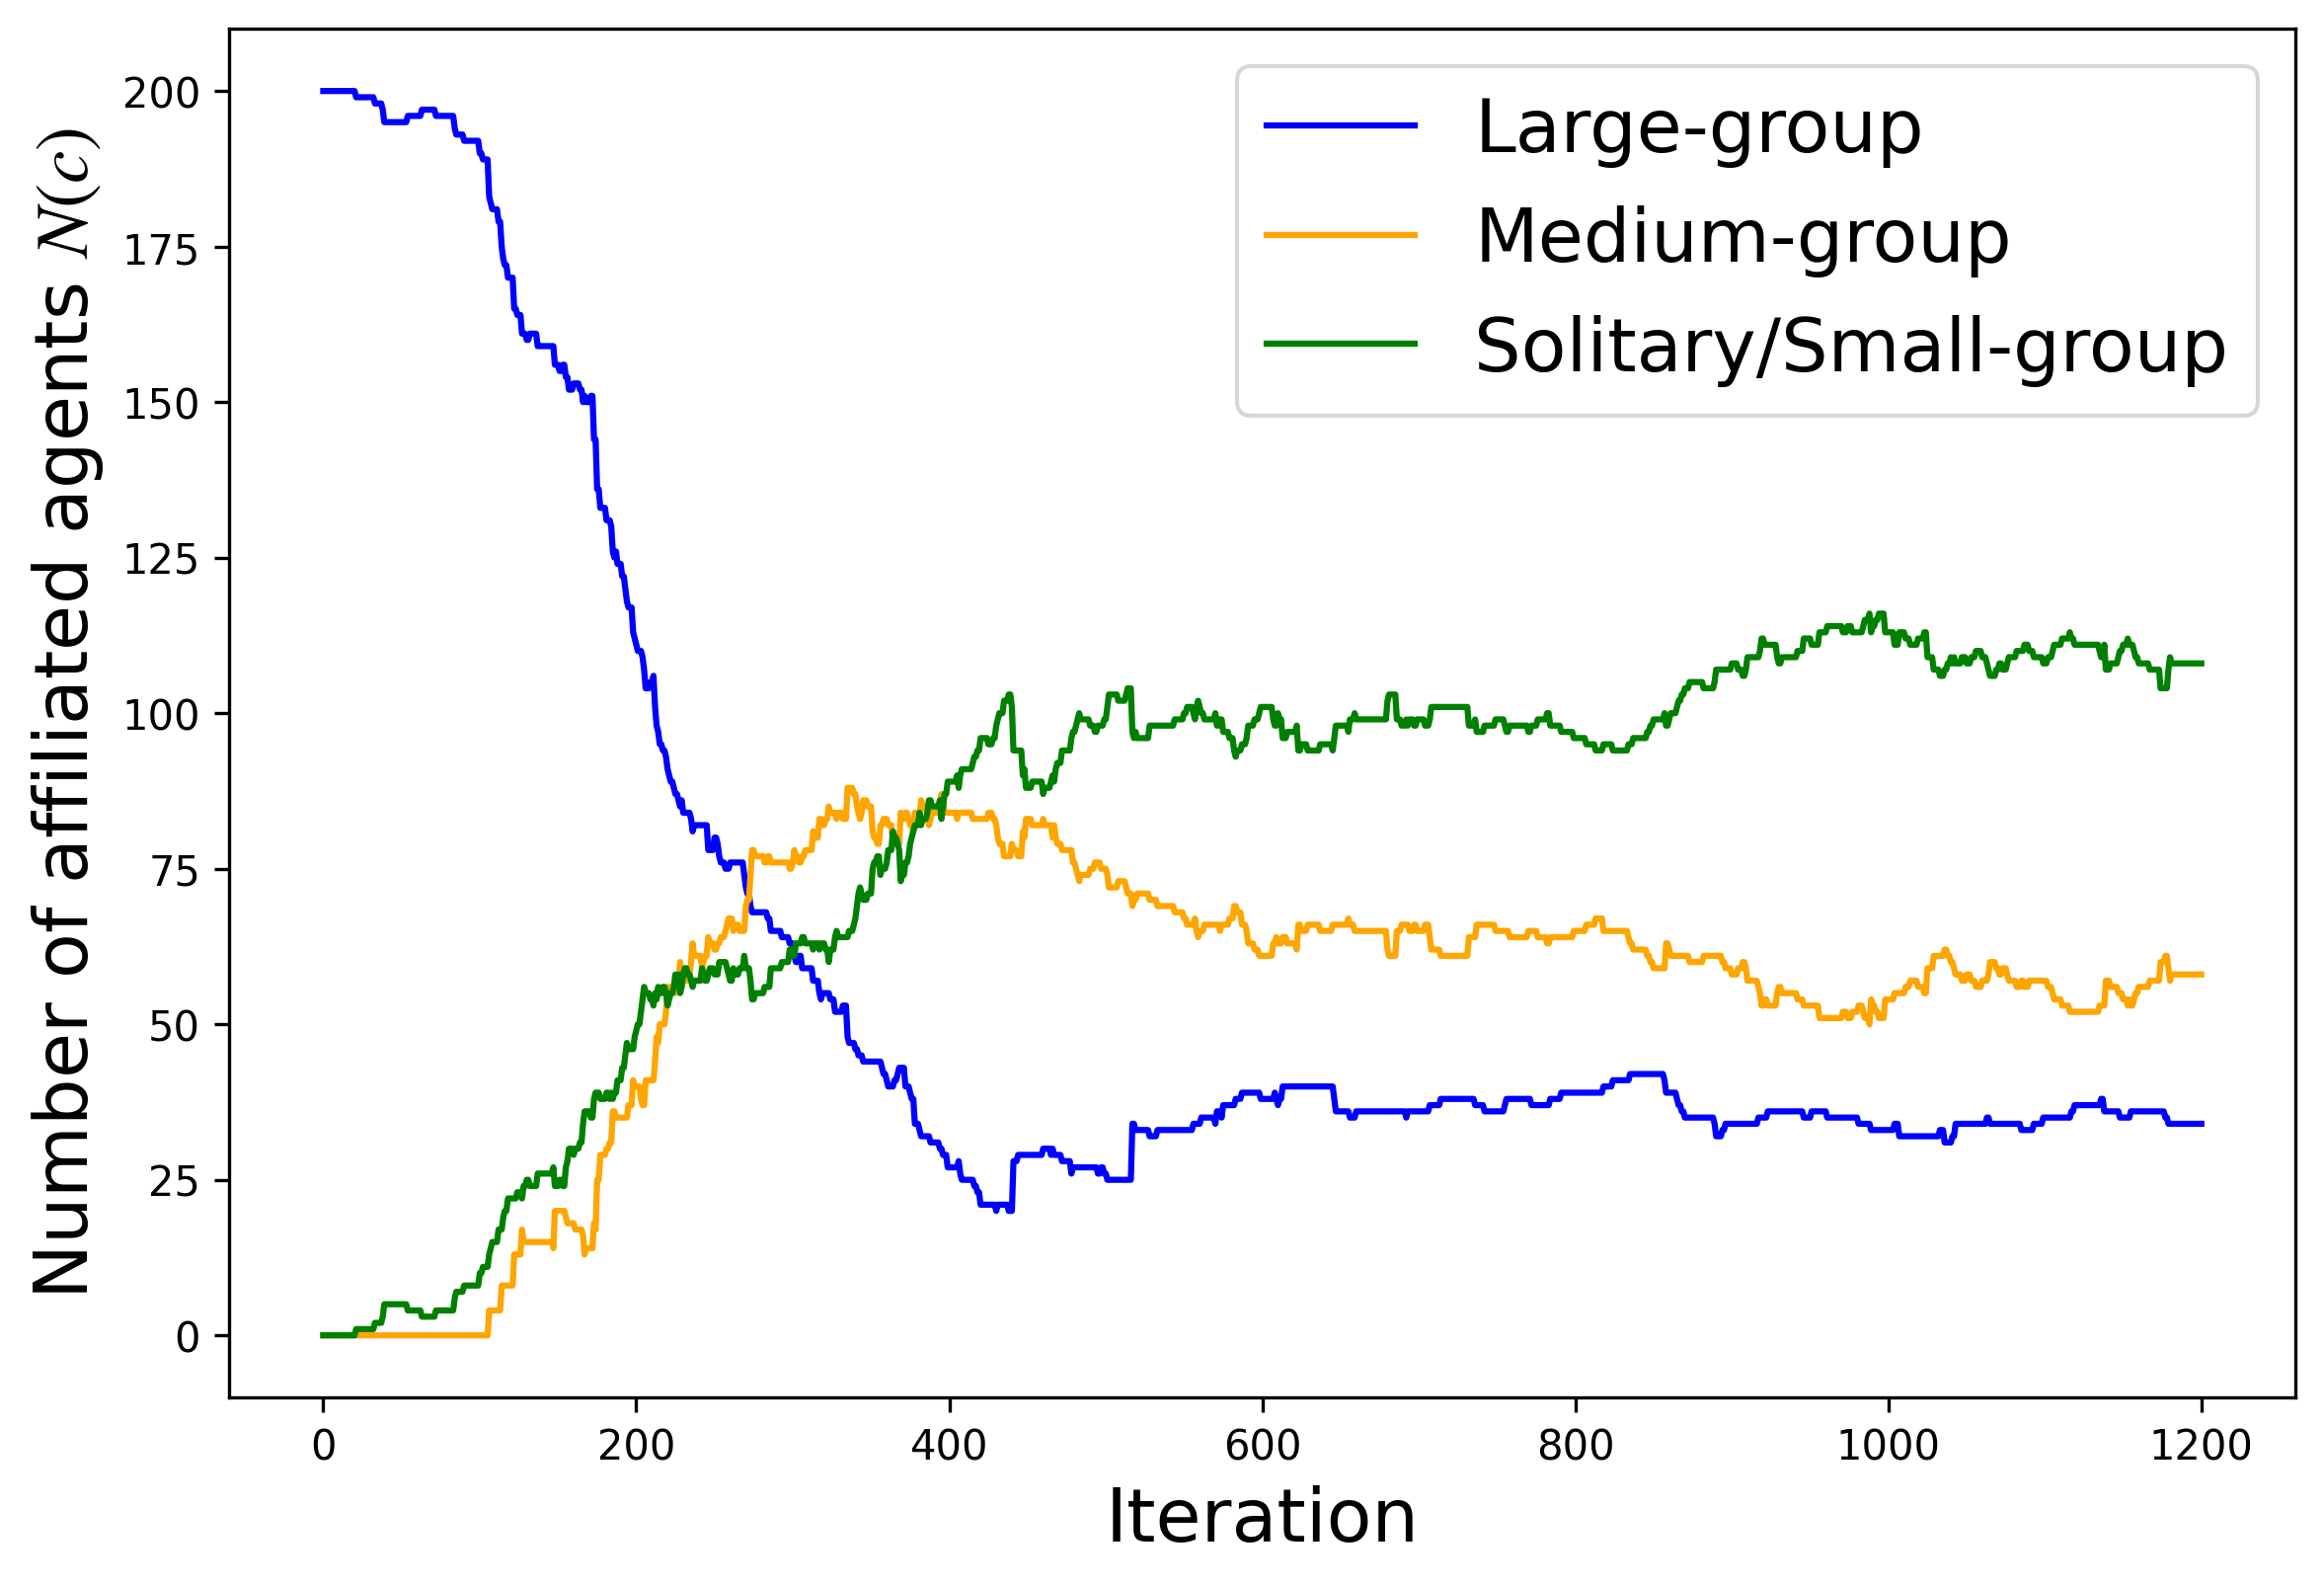 Number of affiliated agents N(c)
200
175
150
125
100
75
50
25
0
Large-group
Medium-group
Solitary/Small-group
0 200 400 600 800 1000 1200
Iteration